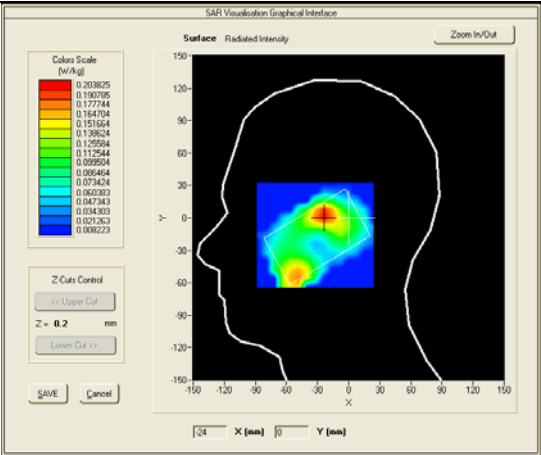 SAR Visualisation Graphical Interface
Surface Radiated Intensity
Zoom In/Out
Colors Scale
(W/kg)
0.203825
0.190785
0.177744
0.164704
0.151664
0.138624
0.125584
0.112544
0.099504
0.086464
0.073424
0.060383
0.047343
0.034303
0.021263
0.008223
150
120
90
60
30
0
-30
-60
-90
-120
-150
Y
-150 -120 -90 -60 -30 0 30 60 90 120 150
X
Z-Cuts Control
<< Upper Cut
Z = 0.2 mm
Lower Cut >>
SAVE Cancel
-24 X (mm) 0 Y (mm)